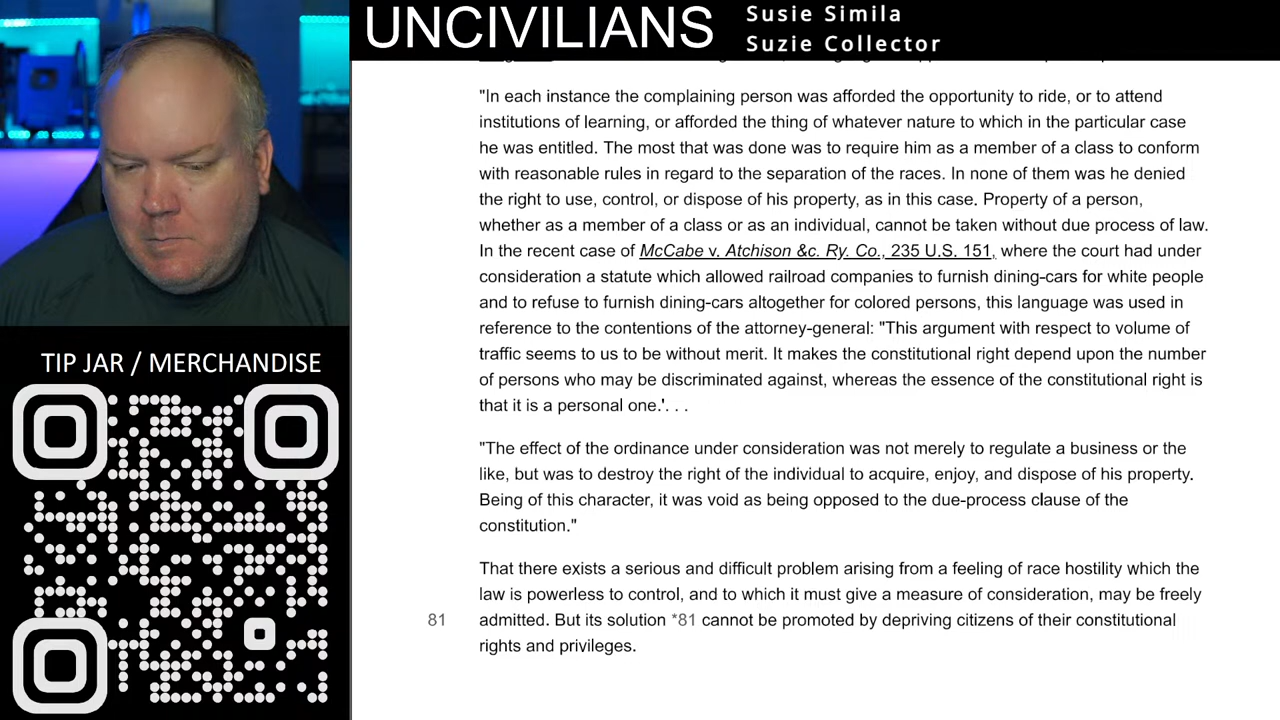 UNCIVILIANS
Susie Simila
Suzie Collector
"In each instance the complaining person was afforded the opportunity to ride, or to attend
institutions of learning, or afforded the thing of whatever nature to which in the particular case
he was entitled. The most that was done was to require him as a member of a class to conform
with reasonable rules in regard to the separation of the races. In none of them was he denied
the right to use, control, or dispose of his property, as in this case. Property of a person,
whether as a member of a class or as an individual, cannot be taken without due process of law.
In the recent case of McCabe v. Atchison &c. Ry. Co., 235 U.S. 151, where the court had under
consideration a statute which allowed railroad companies to furnish dining-cars for white people
and to refuse to furnish dining-cars altogether for colored persons, this language was used in
reference to the contentions of the attorney-general: "This argument with respect to volume of
traffic seems to us to be without merit. It makes the constitutional right depend upon the number
of persons who may be discriminated against, whereas the essence of the constitutional right is
that it is a personal one.'. . .
"The effect of the ordinance under consideration was not merely to regulate a business or the
like, but was to destroy the right of the individual to acquire, enjoy, and dispose of his property.
Being of this character, it was void as being opposed to the due-process clause of the
constitution."
That there exists a serious and difficult problem arising from a feeling of race hostility which the
law is powerless to control, and to which it must give a measure of consideration, may be freely
81 admitted. But its solution *81 cannot be promoted by depriving citizens of their constitutional
rights and privileges.
TIP JAR / MERCHANDISE